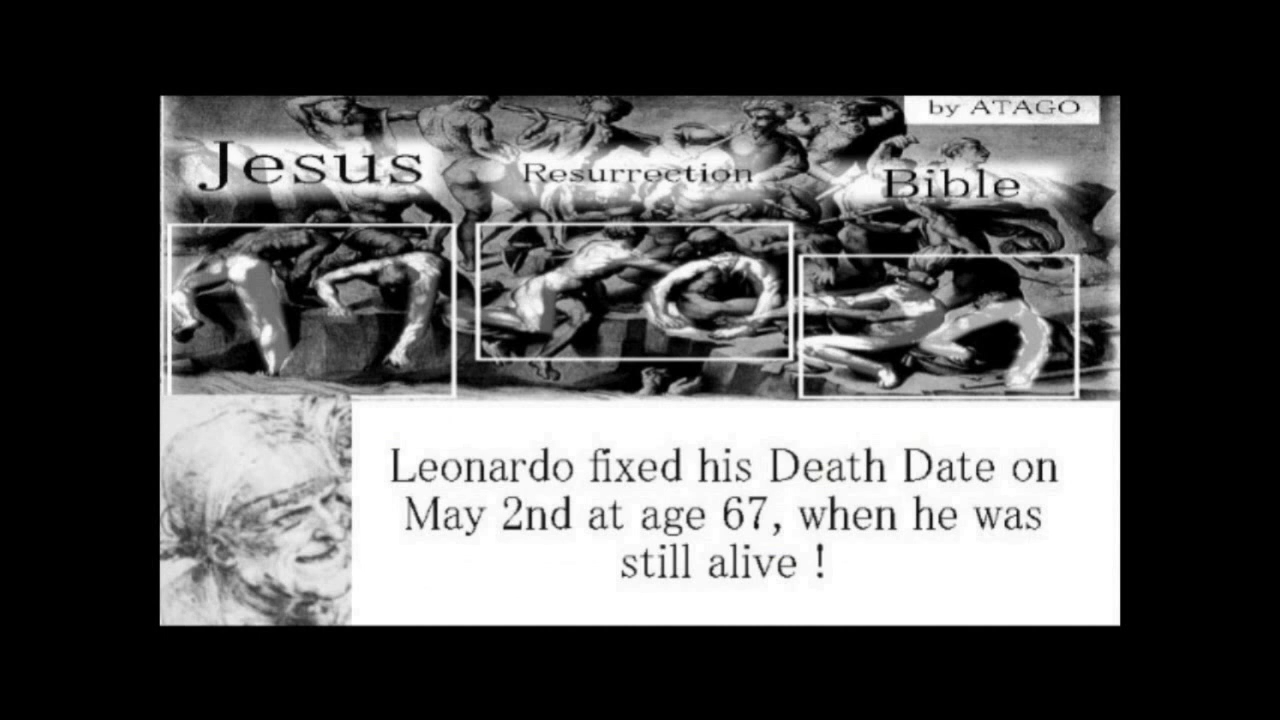 by ATAGO
Jesus
Resurrection
Bible
Leonardo fixed his Death Date on
May 2nd at age 67, when he was
still alive !